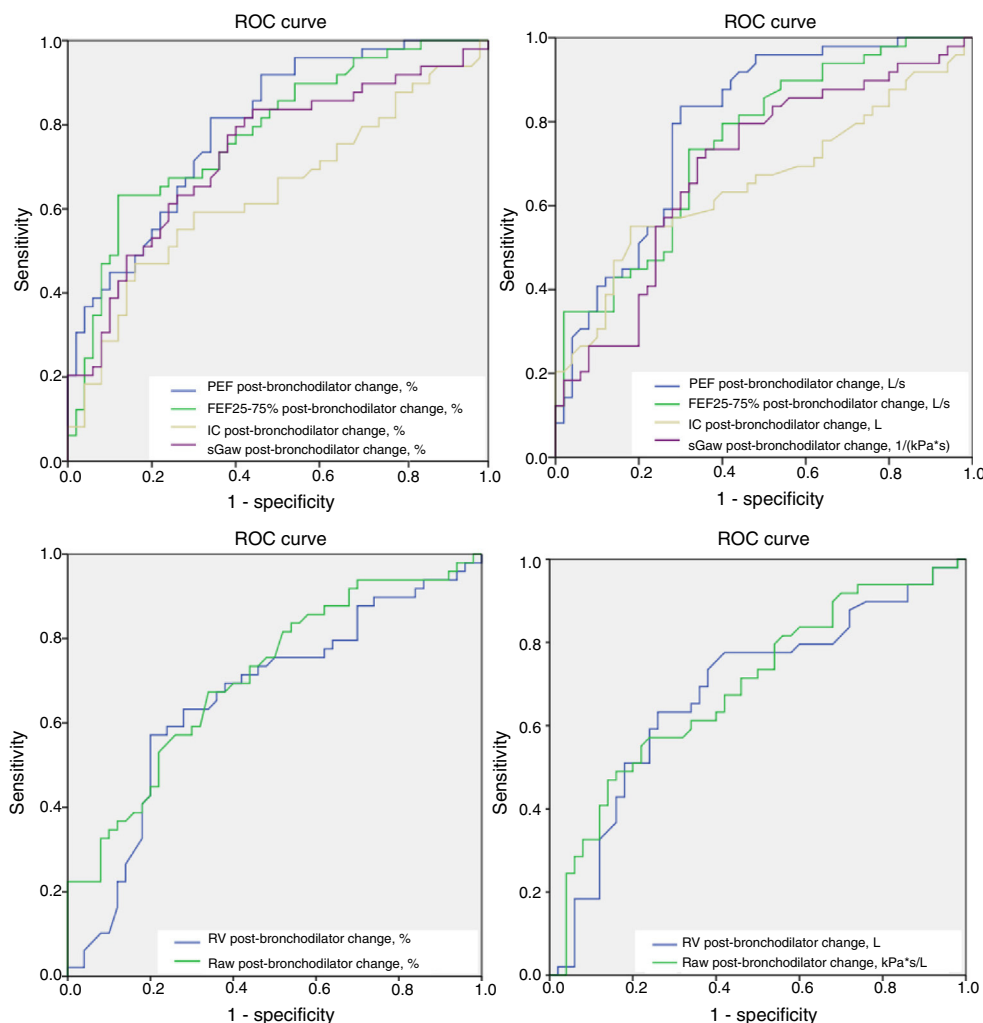 ROC curve
1.0
0.8
0.6
0.4
0.2
0.0
Sensitivity
PEF post-bronchodilator change, %
FEF25-75% post-bronchodilator change, %
IC post-bronchodilator change, %
sGaw post-bronchodilator change, %
0.0 0.2 0.4 0.6 0.8 1.0
1 - specificity
ROC curve
1.0
0.8
0.6
0.4
0.2
0.0
Sensitivity
PEF post-bronchodilator change, L/s
FEF25-75% post-bronchodilator change, L/s
IC post-bronchodilator change, L
sGaw post-bronchodilator change, 1/(kPa*s)
0.0 0.2 0.4 0.6 0.8 1.0
1 - specificity
ROC curve
1.0
0.8
0.6
0.4
0.2
0.0
Sensitivity
RV post-bronchodilator change, %
Raw post-bronchodilator change, %
0.0 0.2 0.4 0.6 0.8 1.0
1 - specificity
ROC curve
1.0
0.8
0.6
0.4
0.2
0.0
Sensitivity
RV post-bronchodilator change, L
Raw post-bronchodilator change, kPa*s/L
0.0 0.2 0.4 0.6 0.8 1.0
1 - specificity